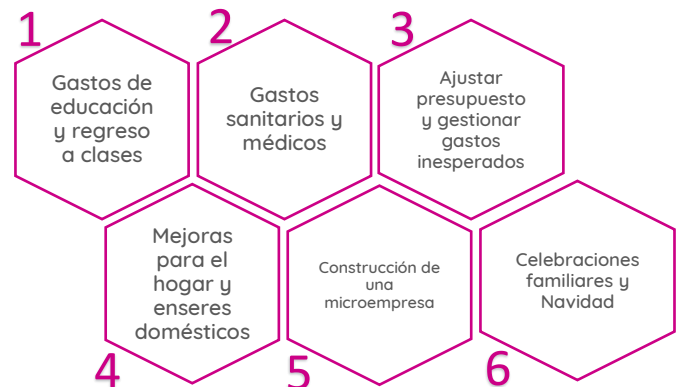 1
Gastos de
educación
y regreso
a clases
2
Gastos
sanitarios y
médicos
3
Ajustar
presupuesto
y gestionar
gastos
inesperados
4
Mejoras
para el
hogar y
enseres
domésticos
5
Construcción de
una
microempresa
6
Celebraciones
familiares y
Navidad